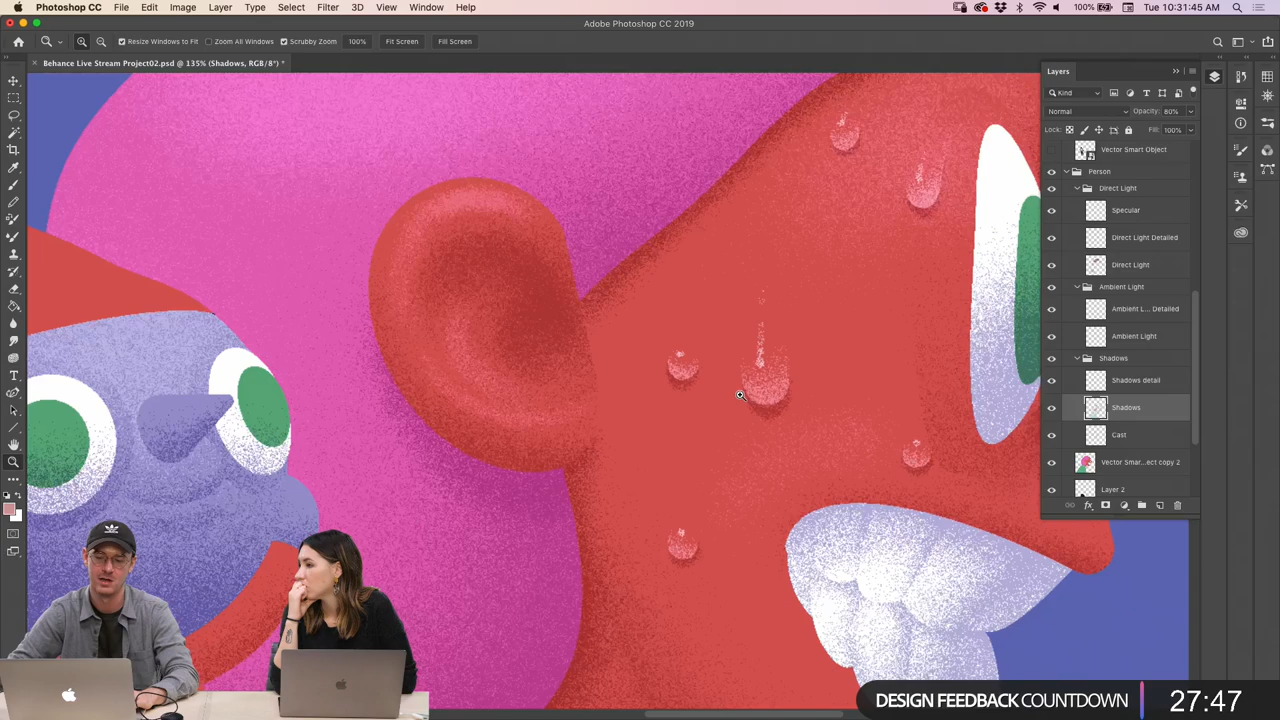 Photoshop CC File Edit Image Layer Type Select Filter 3D View Window Help 100% Tue 10:31:45 AM
Adobe Photoshop CC 2019
Resize Windows to Fit Zoom All Windows Scrubby Zoom 100% Fit Screen Fill Screen
Behance Live Stream Project02.psd @ 135% (Shadows, RGB/8*) *
Layers
Kind
Normal Opacity: 80%
Lock: Fill: 100%
Vector Smart Object
Person
Direct Light
Specular
Direct Light Detailed
Direct Light
Ambient Light
Ambient L... Detailed
Ambient Light
Shadows
Shadows detail
Shadows
Cast
Vector Smar...ect copy 2
Layer 2
fx
DESIGN FEEDBACK COUNTDOWN 27:47